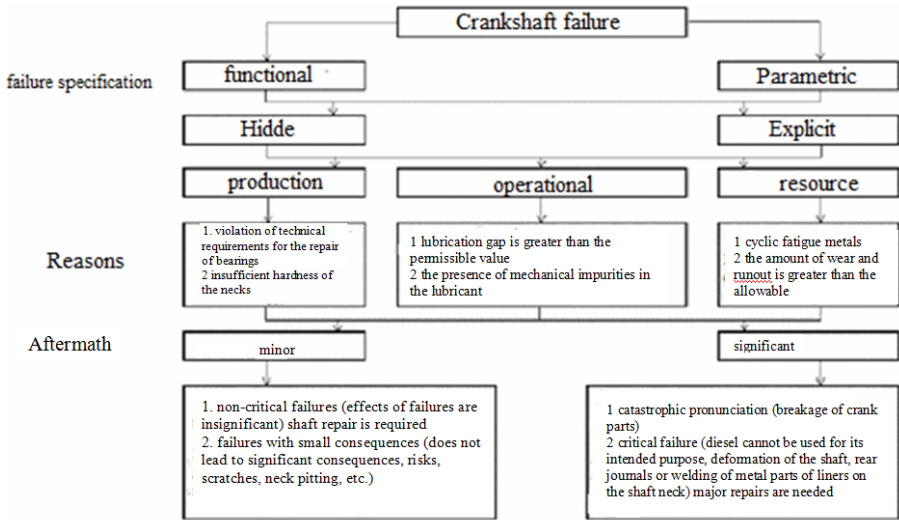 Crankshaft failure
failure specification
functional
Parametric
Hidde
Explicit
production
operational
resource
Reasons
1. violation of technical
requirements for the repair
of bearings
2 insufficient hardness of
the necks
1 lubrication gap is greater than the
permissible value
2 the presence of mechanical impurities in
the lubricant
1 cyclic fatigue metals
2 the amount of wear and
runout is greater than the
allowable
Aftermath
minor
significant
1. non-critical failures (effects of failures are
insignificant) shaft repair is required
2. failures with small consequences (does not
lead to significant consequences, risks,
scratches, neck pitting, etc.)
1 catastrophic pronunciation (breakage of crank
parts)
2 critical failure (diesel cannot be used for its
intended purpose, deformation of the shaft, rear
journals or welding of metal parts of liners on
the shaft neck) major repairs are needed